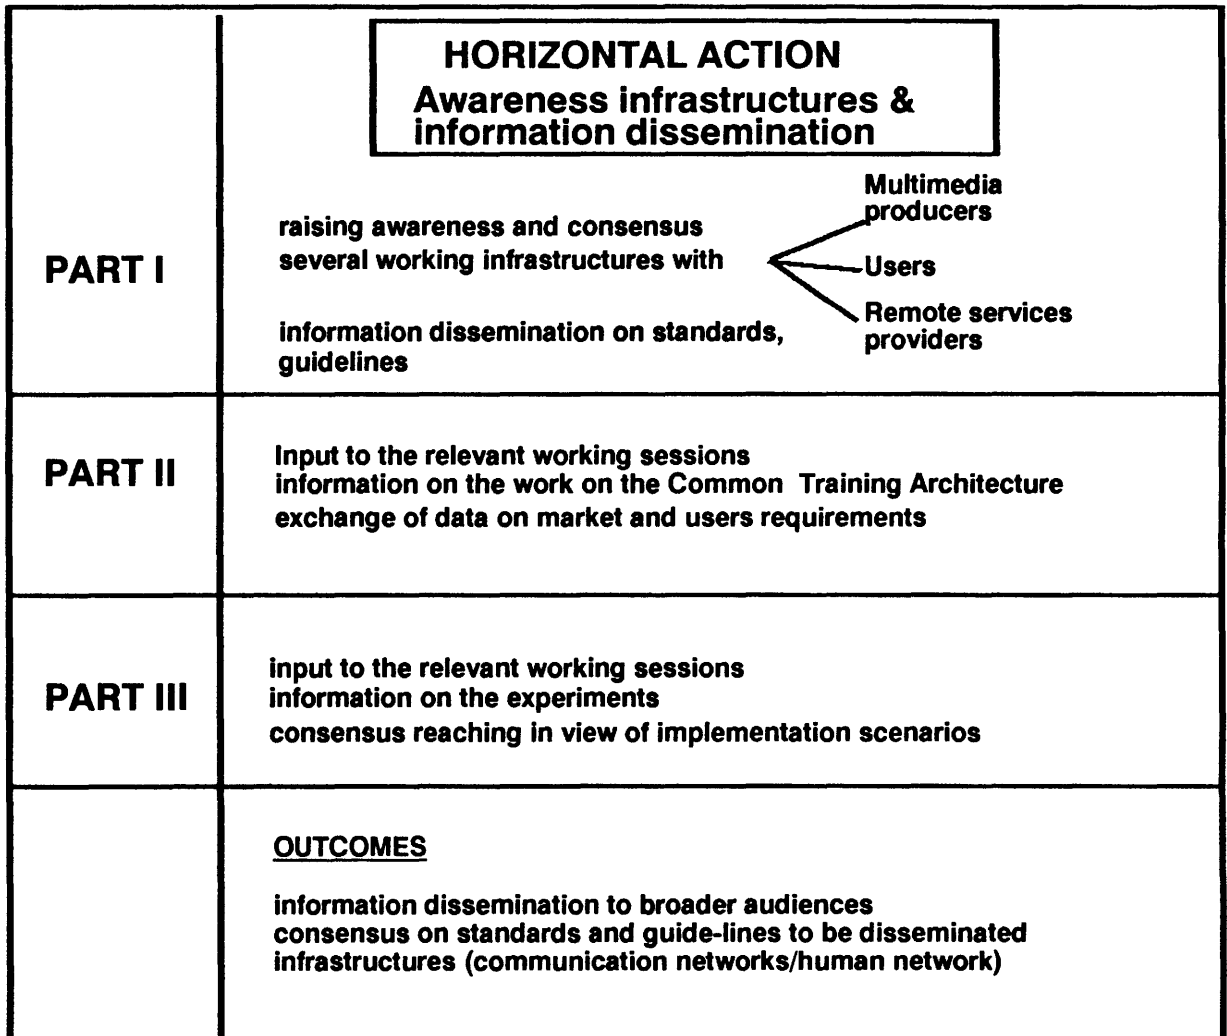 HORIZONTAL ACTION
Awareness infrastructures &
information dissemination
PART I
raising awareness and consensus
several working infrastructures with
Multimedia
producers
Users
Remote services
providers
information dissemination on standards,
guidelines
PART II
Input to the relevant working sessions
information on the work on the Common Training Architecture
exchange of data on market and users requirements
PART III
input to the relevant working sessions
information on the experiments
consensus reaching in view of implementation scenarios
OUTCOMES
information dissemination to broader audiences
consensus on standards and guide-lines to be disseminated
infrastructures (communication networks/human network)